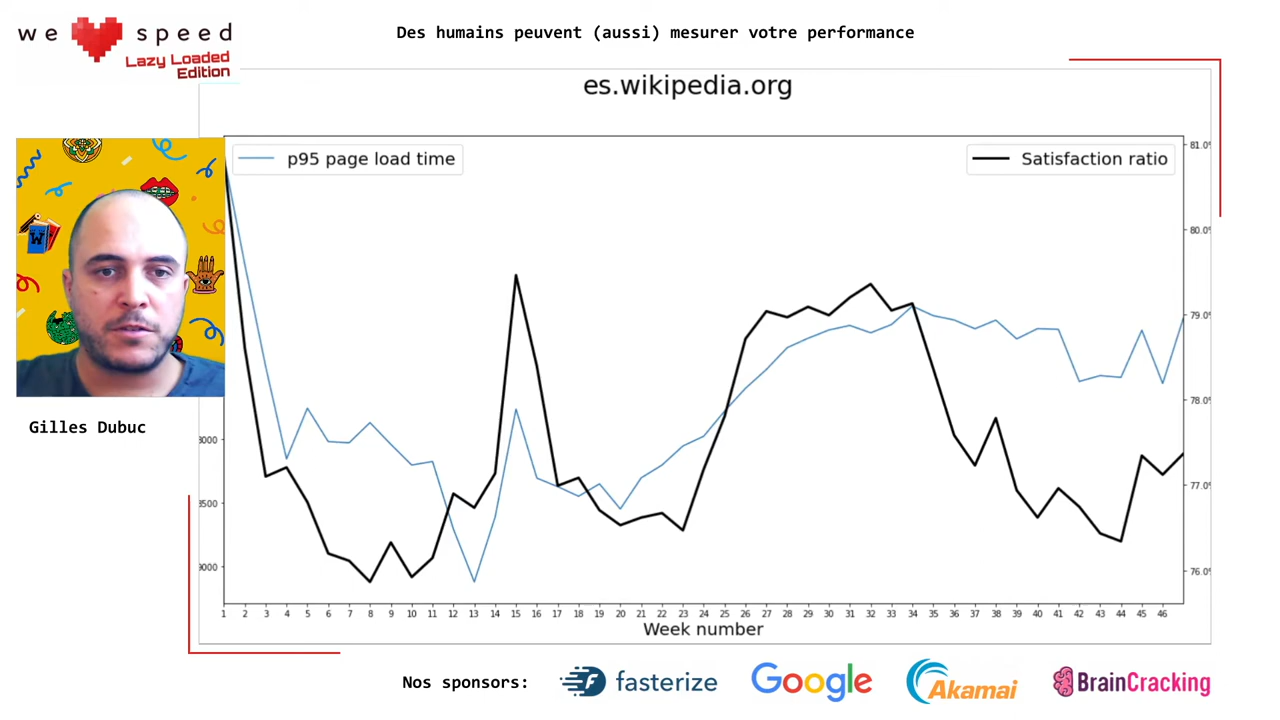 we speed
Lazy Loaded
Edition
Des humains peuvent (aussi) mesurer votre performance
es.wikipedia.org
p95 page load time
Satisfaction ratio
81.0
80.0
79.0
78.0
77.0
76.0
W
Gilles Dubuc
1 2 3 4 5 6 7 8 9 10 11 12 13 14 15 16 17 18 19 20 21 22 23 24 25 26 27 28 29 30 31 32 33 34 35 36 37 38 39 40 41 42 43 44 45 46
Week number
Nos sponsors:
fasterize
Google
Akamai
BrainCracking